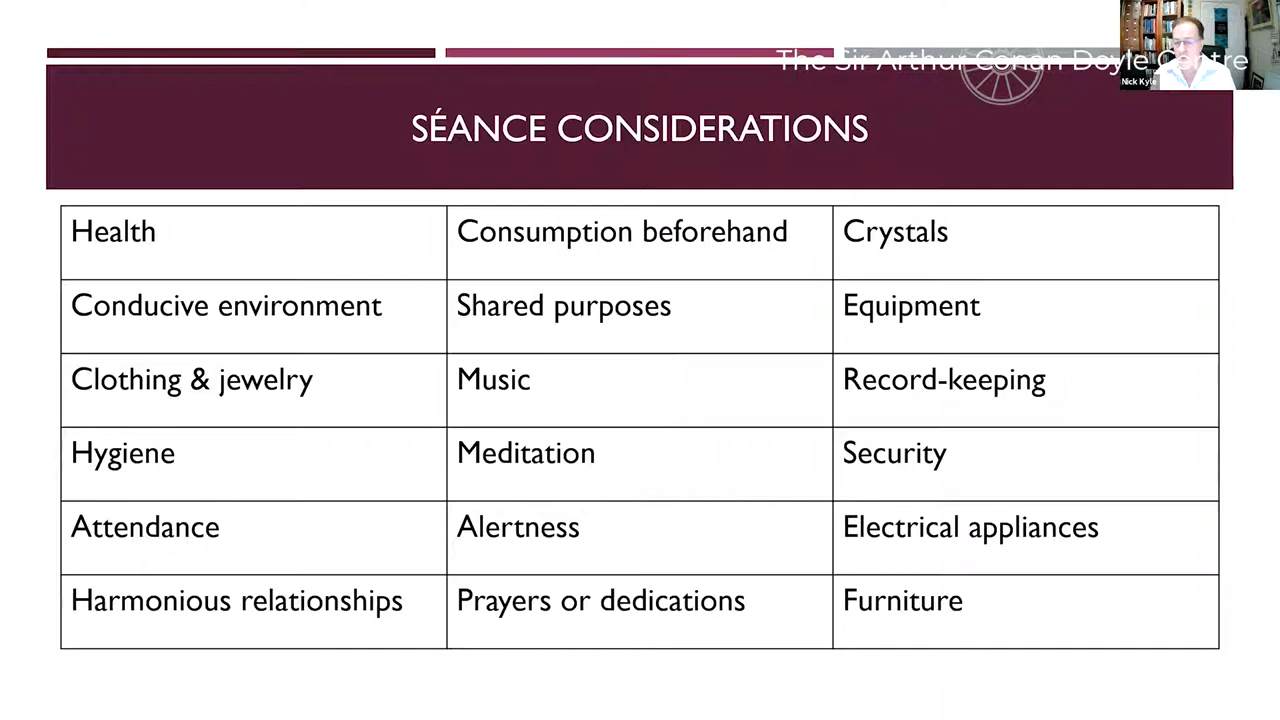 The Sir Arthur Conan Doyle Centre
Nick Kyle
SÉANCE CONSIDERATIONS
Health
Consumption beforehand
Crystals
Conducive environment
Shared purposes
Equipment
Clothing & jewelry
Music
Record-keeping
Hygiene
Meditation
Security
Attendance
Alertness
Electrical appliances
Harmonious relationships
Prayers or dedications
Furniture